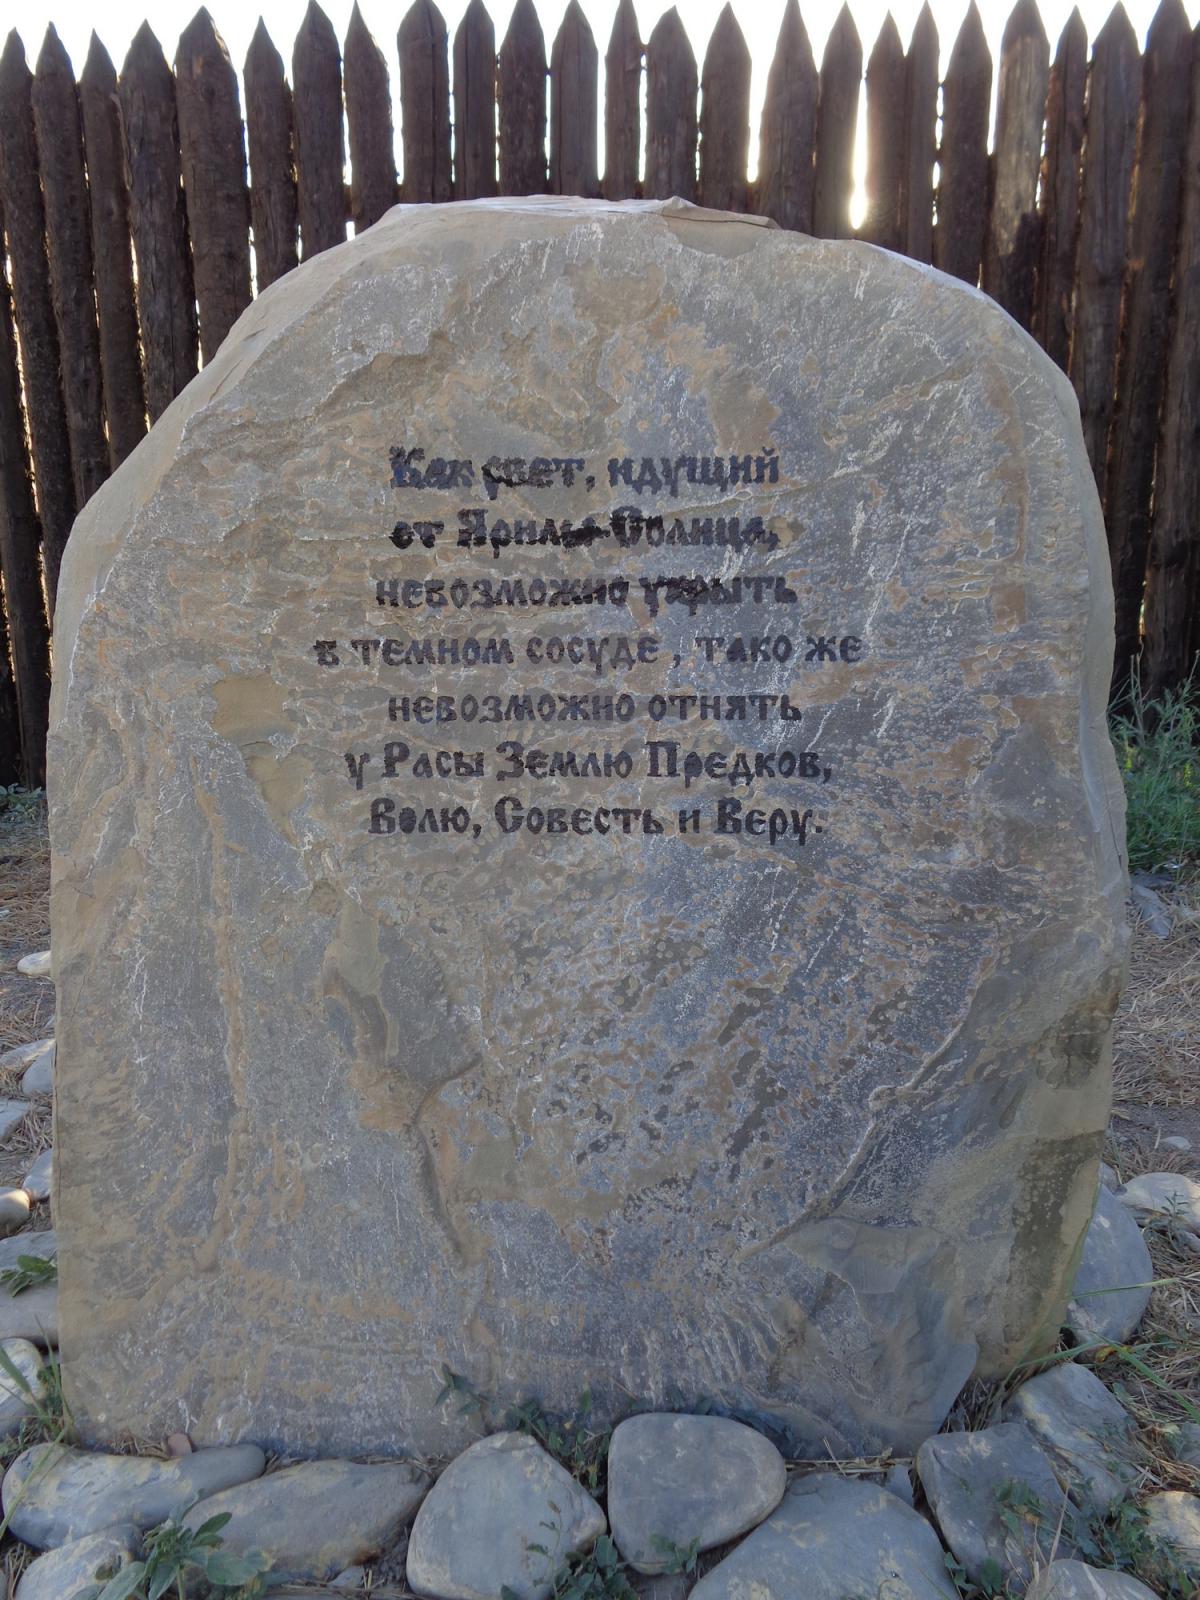 Как свет, идущий
от Ярилы-Солнца,
невозможно укрыть
в темном сосуде, тако же
невозможно отнять
у Расы Землю Предков,
Волю, Совесть и Веру.